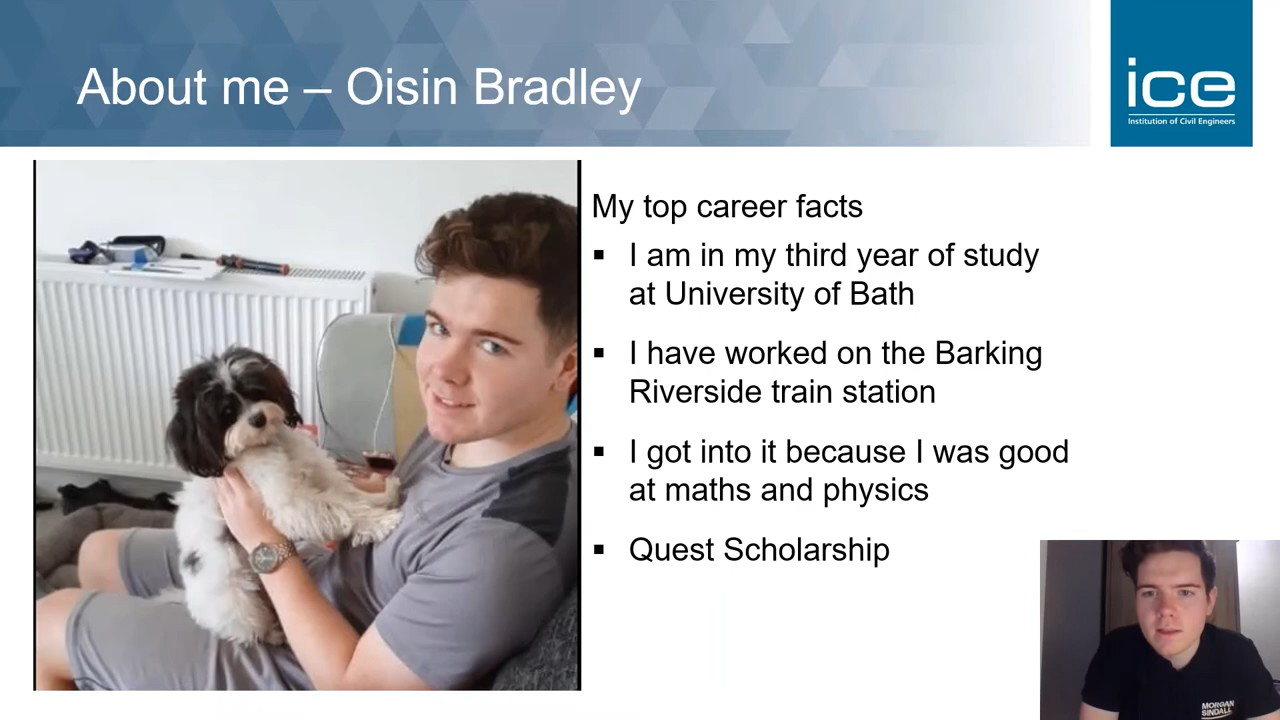 About me – Oisin Bradley
ice
Institution of Civil Engineers
My top career facts
▪ I am in my third year of study
at University of Bath
▪ I have worked on the Barking
Riverside train station
▪ I got into it because I was good
at maths and physics
▪ Quest Scholarship
MORGAN
SINDALL